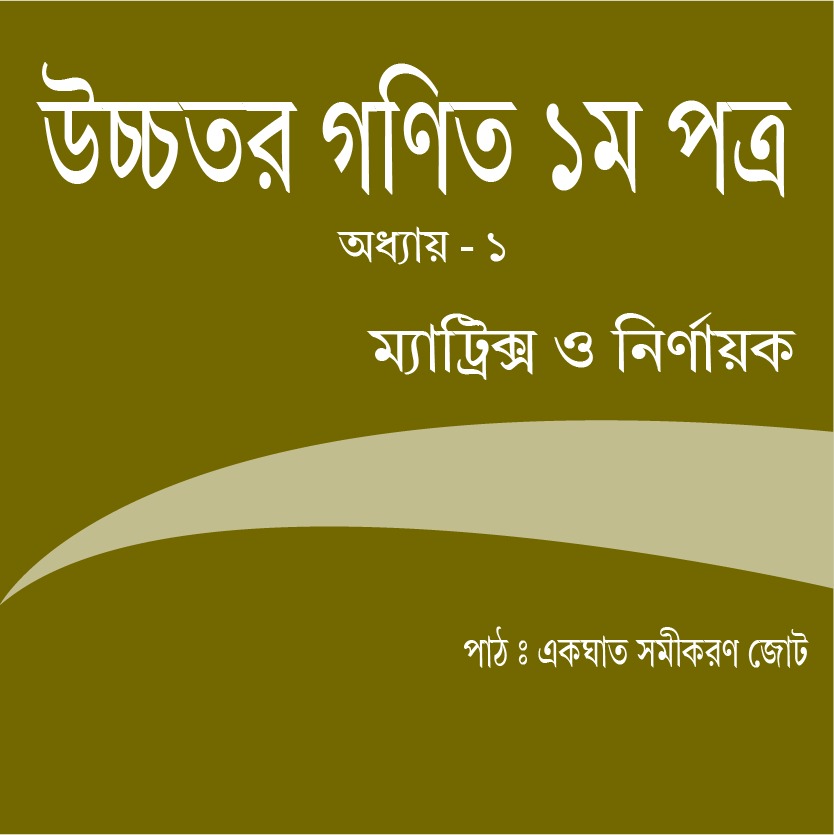 উচ্চতর গণিত ১ম পত্র
অধ্যায় - ১
ম্যাট্রিক্স ও নির্ণায়ক
পাঠ ঃ একঘাত সমীকরণ জোট